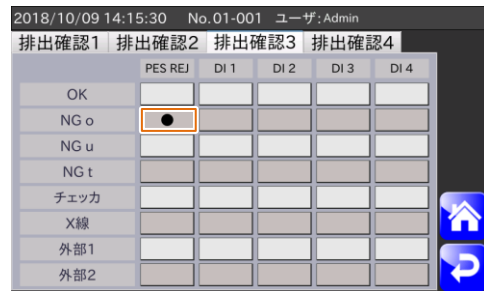 2018/10/09 14:15:30 No.01-001 ユーザ:Admin
排出確認1 排出確認2 排出確認3 排出確認4
PES REJ DI 1 DI 2 DI 3 DI 4
OK
NG o ●
NG u
NG t
チェッカ
X線
外部1
外部2